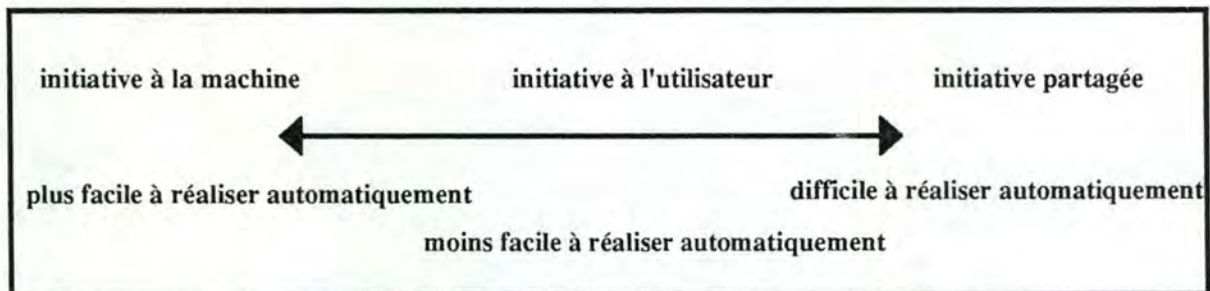 initiative à la machine initiative à l'utilisateur initiative partagée
plus facile à réaliser automatiquement difficile à réaliser automatiquement
moins facile à réaliser automatiquement